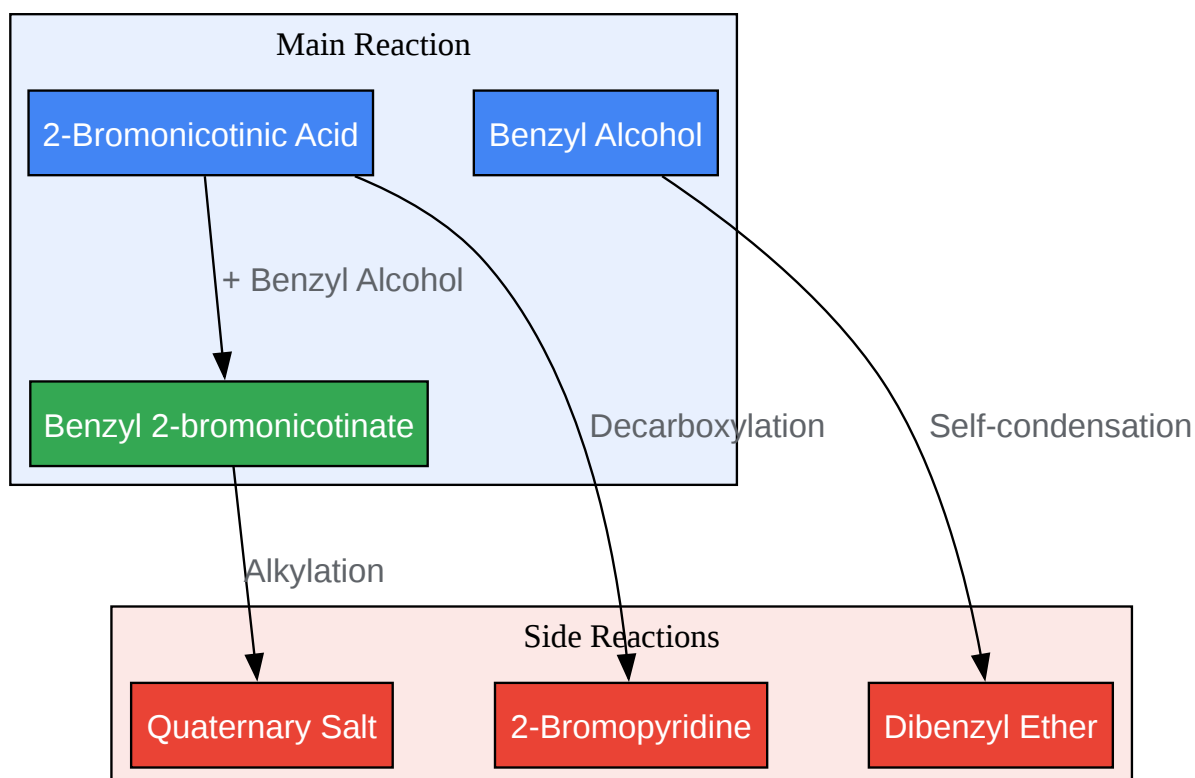 Main Reaction
2-Bromonicotinic Acid
Benzyl Alcohol
+ Benzyl Alcohol
Benzyl 2-bromonicotinate
Decarboxylation
Self-condensation
Alkylation
Side Reactions
Quaternary Salt
2-Bromopyridine
Dibenzyl Ether